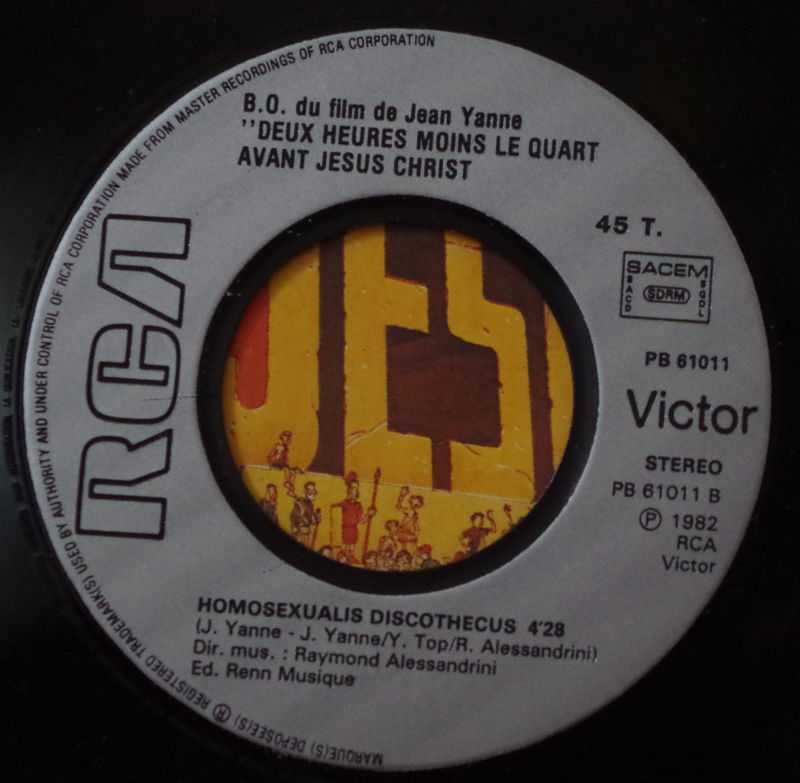 B.O. du film de Jean Yanne
"DEUX HEURES MOINS LE QUART
AVANT JESUS CHRIST
45 T.
SACEM
SACD
SDRM
SGDL
RCA
PB 61011
Victor
STEREO
PB 61011 B
Ⓟ 1982
RCA
Victor
JES
HOMOSEXUALIS DISCOTHECUS 4'28
(J. Yanne - J. Yanne/Y. Top/R. Alessandrini)
Dir. mus. : Raymond Alessandrini
Ed. Renn Musique
MARQUE(S) DEPOSEE(S) ® REGISTERED TRADEMARK(S) USED BY AUTHORITY AND UNDER CONTROL OF RCA CORPORATION MADE FROM MASTER RECORDINGS OF RCA CORPORATION